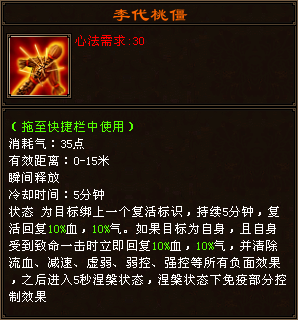 李代桃僵
心法需求:30
（拖至快捷栏中使用）
消耗气：35点
有效距离：0-15米
瞬间释放
冷却时间：5分钟
状态 为目标绑上一个复活标识，持续5分钟，复
活回复10%血，10%气。如果目标为自身，且自身
受到致命一击时立即回复10%血，10%气，并清除
流血、减速、虚弱、弱控、强控等所有负面效果
，之后进入5秒涅槃状态，涅槃状态下免疫部分控
制效果